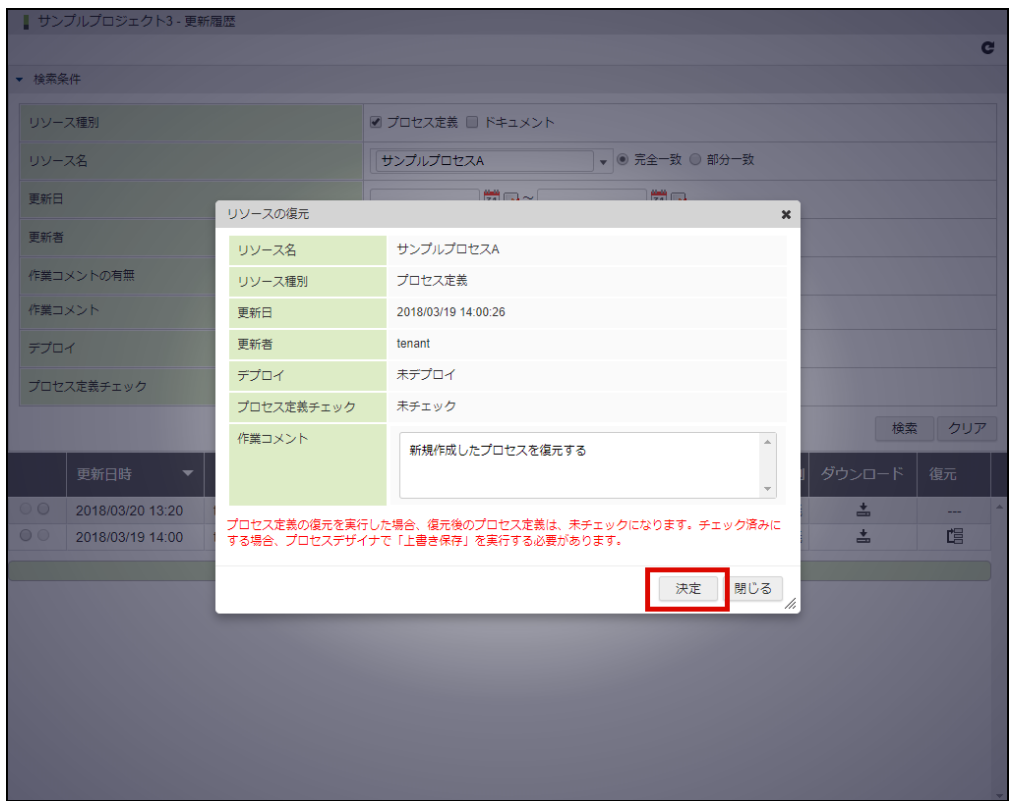 サンプルプロジェクト3 - 更新履歴
検索条件
リソース種別 プロセス定義 ドキュメント
リソース名 サンプルプロセスA 完全一致 部分一致
更新日 ~
更新者
作業コメントの有無
作業コメント
デプロイ
プロセス定義チェック
検索 クリア
更新日時 ダウンロード 復元
2018/03/20 13:20 ---
2018/03/19 14:00
リソースの復元
リソース名 サンプルプロセスA
リソース種別 プロセス定義
更新日 2018/03/19 14:00:26
更新者 tenant
デプロイ 未デプロイ
プロセス定義チェック 未チェック
作業コメント 新規作成したプロセスを復元する
プロセス定義の復元を実行した場合、復元後のプロセス定義は、未チェックになります。チェック済みに
する場合、プロセスデザイナで「上書き保存」を実行する必要があります。
決定 閉じる